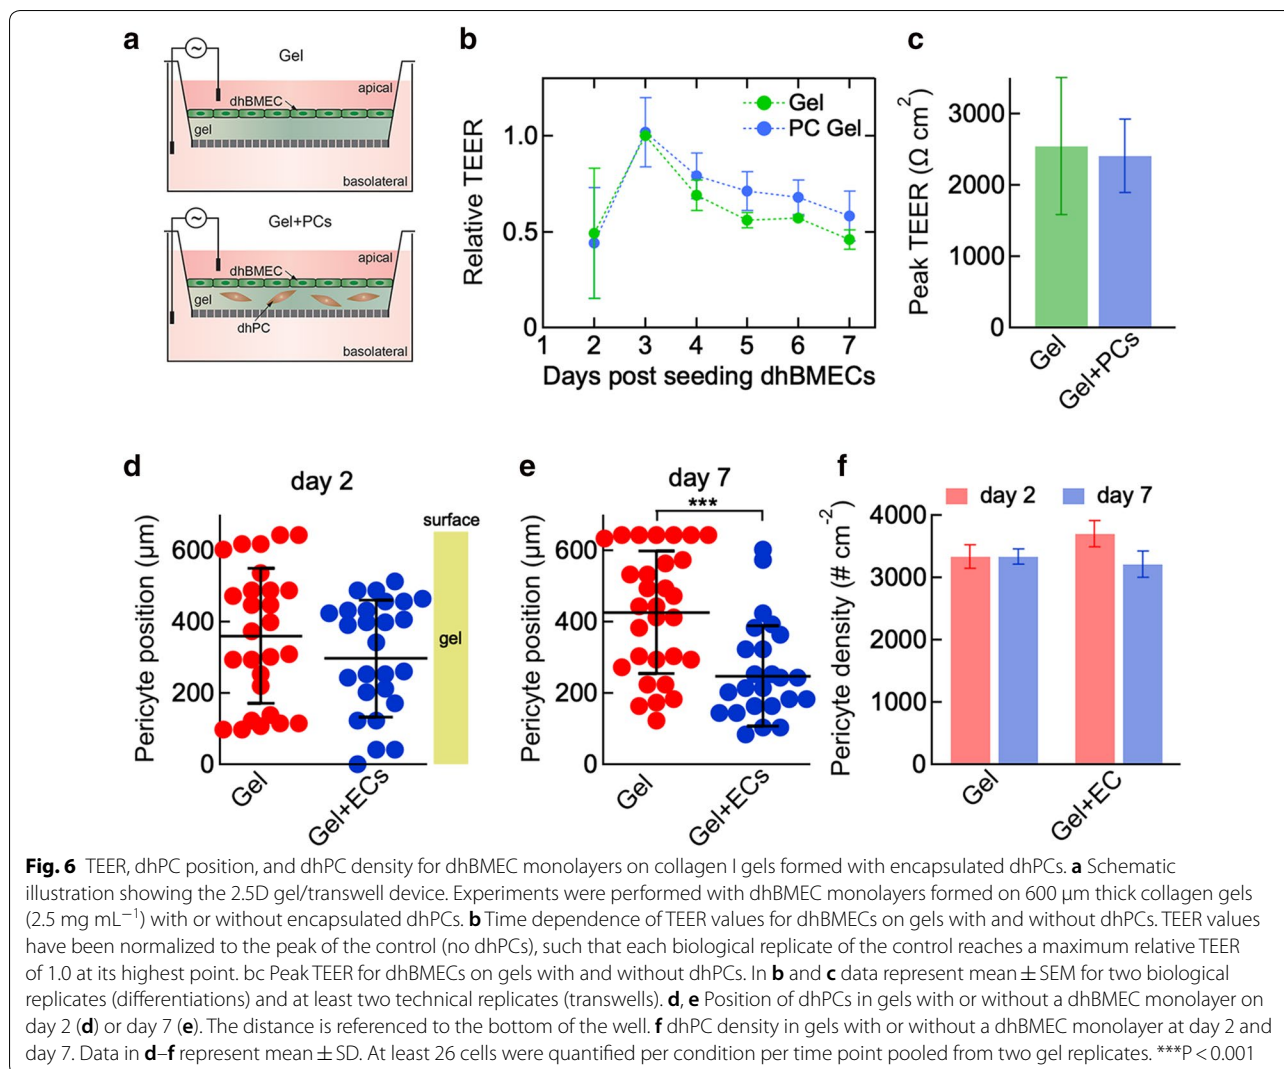 a
Gel
~
apical
dhBMEC
gel
basolateral
Gel+PCs
~
apical
dhBMEC
gel
dhPC
basolateral
b
Relative TEER
1.0
0.5
0
Gel
PC Gel
1 2 3 4 5 6 7
Days post seeding dhBMECs
c
Peak TEER (Ω cm²)
3000
2000
1000
0
Gel
Gel+PCs
d
day 2
Pericyte position (µm)
600
400
200
0
Gel
Gel+ECs
surface
gel
e
day 7
***
Pericyte position (µm)
600
400
200
0
Gel
Gel+ECs
f
day 2
day 7
Pericyte density (# cm⁻²)
4000
3000
2000
1000
0
Gel
Gel+EC
Fig. 6 TEER, dhPC position, and dhPC density for dhBMEC monolayers on collagen I gels formed with encapsulated dhPCs. a Schematic
illustration showing the 2.5D gel/transwell device. Experiments were performed with dhBMEC monolayers formed on 600 µm thick collagen gels
(2.5 mg mL⁻¹) with or without encapsulated dhPCs. b Time dependence of TEER values for dhBMECs on gels with and without dhPCs. TEER values
have been normalized to the peak of the control (no dhPCs), such that each biological replicate of the control reaches a maximum relative TEER
of 1.0 at its highest point. bc Peak TEER for dhBMECs on gels with and without dhPCs. In b and c data represent mean ± SEM for two biological
replicates (differentiations) and at least two technical replicates (transwells). d, e Position of dhPCs in gels with or without a dhBMEC monolayer on
day 2 (d) or day 7 (e). The distance is referenced to the bottom of the well. f dhPC density in gels with or without a dhBMEC monolayer at day 2 and
day 7. Data in d–f represent mean ± SD. At least 26 cells were quantified per condition per time point pooled from two gel replicates. ***P < 0.001